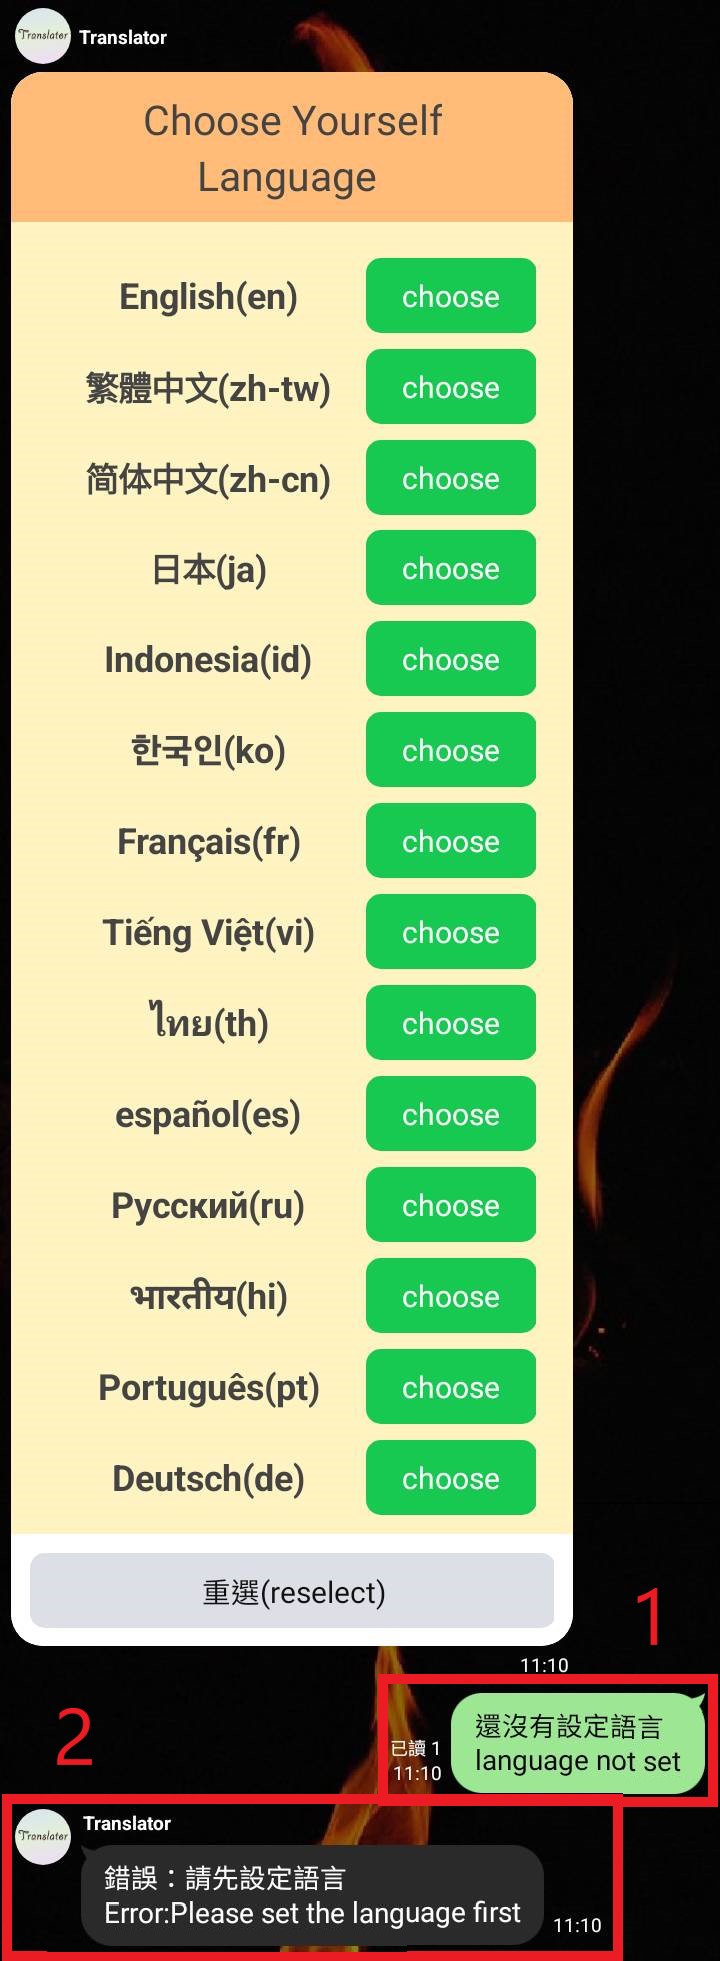 Translator
Translator
Choose Yourself
Language
English(en)
choose
繁體中文(zh-tw)
choose
简体中文(zh-cn)
choose
日本(ja)
choose
Indonesia(id)
choose
한국인(ko)
choose
Français(fr)
choose
Tiếng Việt(vi)
choose
ไทย(th)
choose
español(es)
choose
Русский(ru)
choose
भारतीय(hi)
choose
Português(pt)
choose
Deutsch(de)
choose
重選(reselect)
11:10
1
還沒有設定語言
language not set
已讀 1
11:10
2
Translator
Translator
錯誤：請先設定語言
Error:Please set the language first
11:10